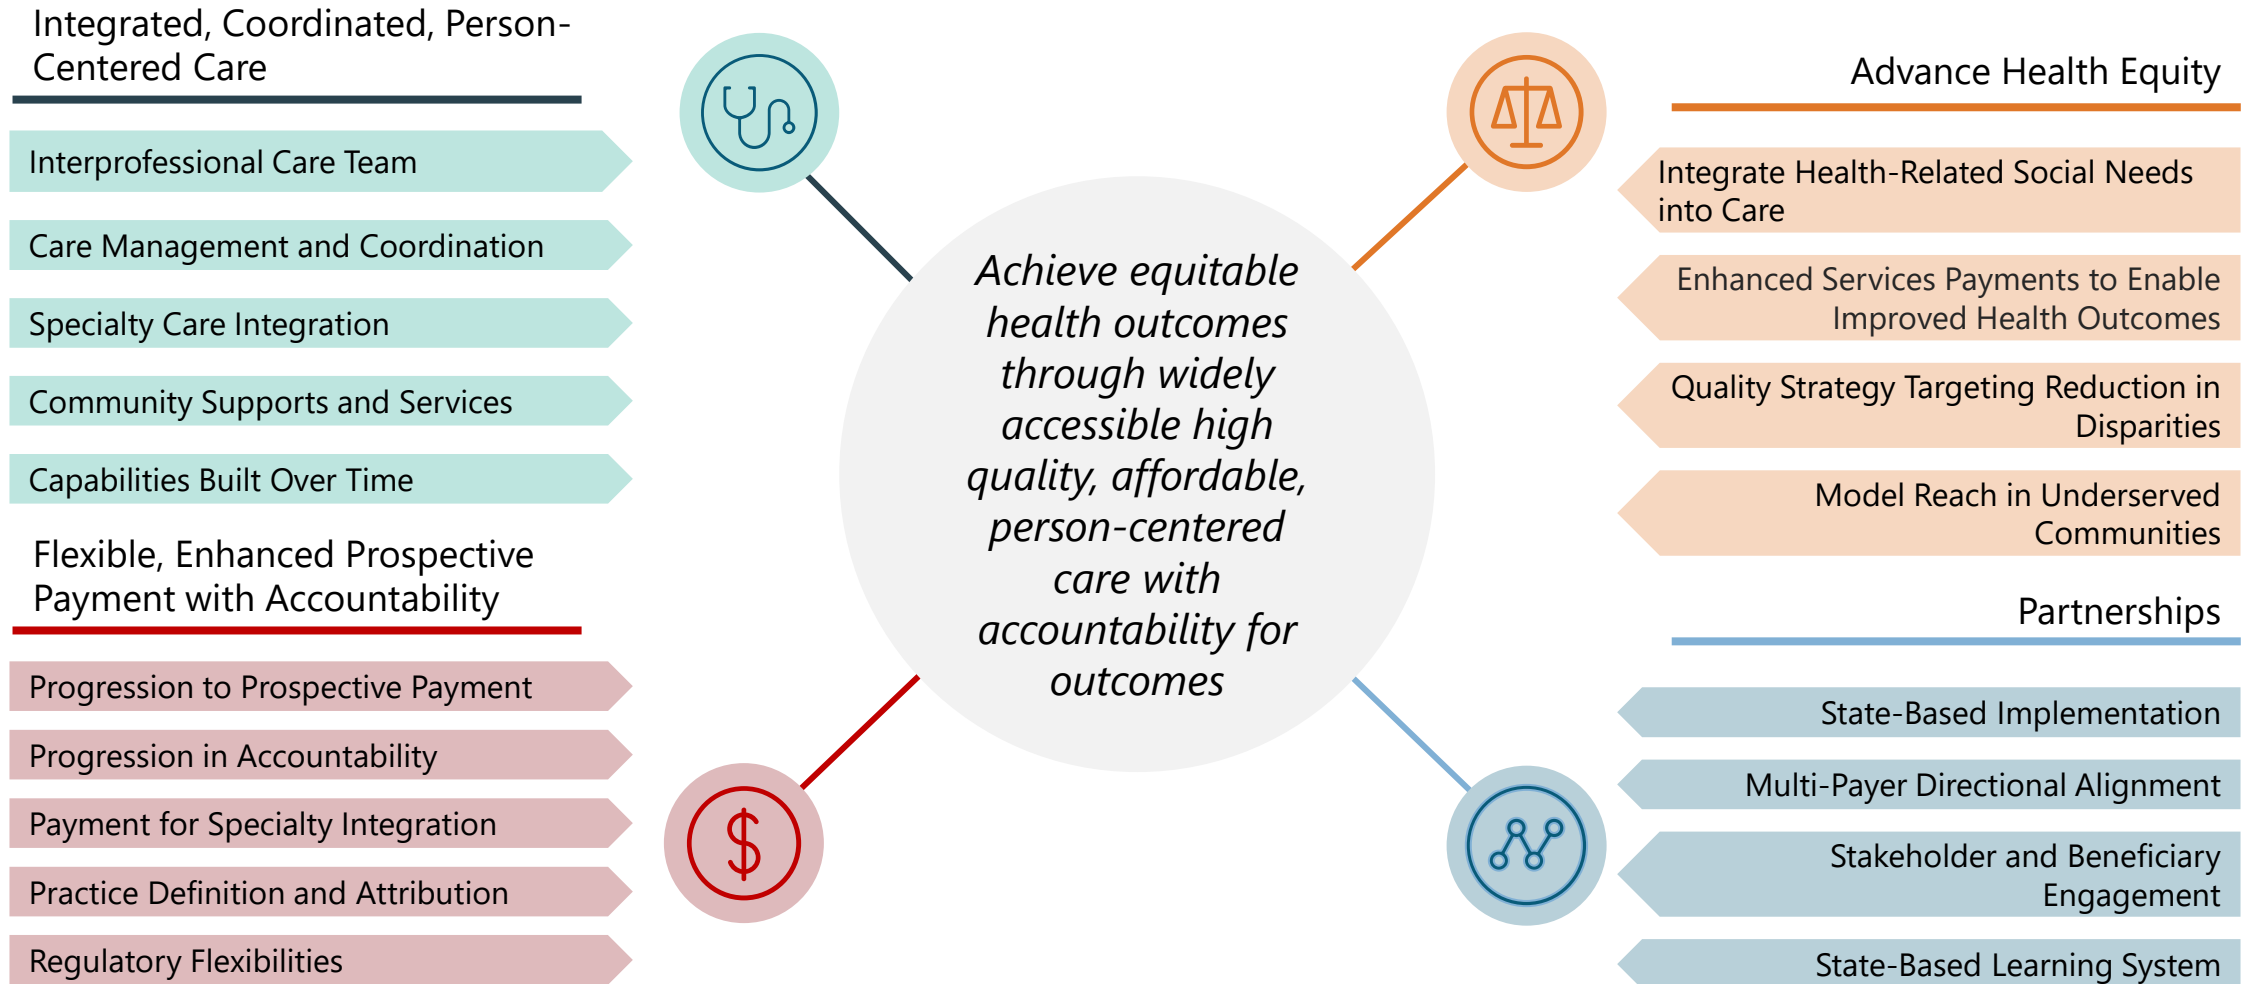 Integrated, Coordinated, Person-
Centered Care
Interprofessional Care Team
Care Management and Coordination
Specialty Care Integration
Community Supports and Services
Capabilities Built Over Time
Flexible, Enhanced Prospective
Payment with Accountability
Progression to Prospective Payment
Progression in Accountability
Payment for Specialty Integration
Practice Definition and Attribution
Regulatory Flexibilities
Achieve equitable
health outcomes
through widely
accessible high
quality, affordable,
person-centered
care with
accountability for
outcomes
$
Advance Health Equity
Integrate Health-Related Social Needs
into Care
Enhanced Services Payments to Enable
Improved Health Outcomes
Quality Strategy Targeting Reduction in
Disparities
Model Reach in Underserved
Communities
Partnerships
State-Based Implementation
Multi-Payer Directional Alignment
Stakeholder and Beneficiary
Engagement
State-Based Learning System